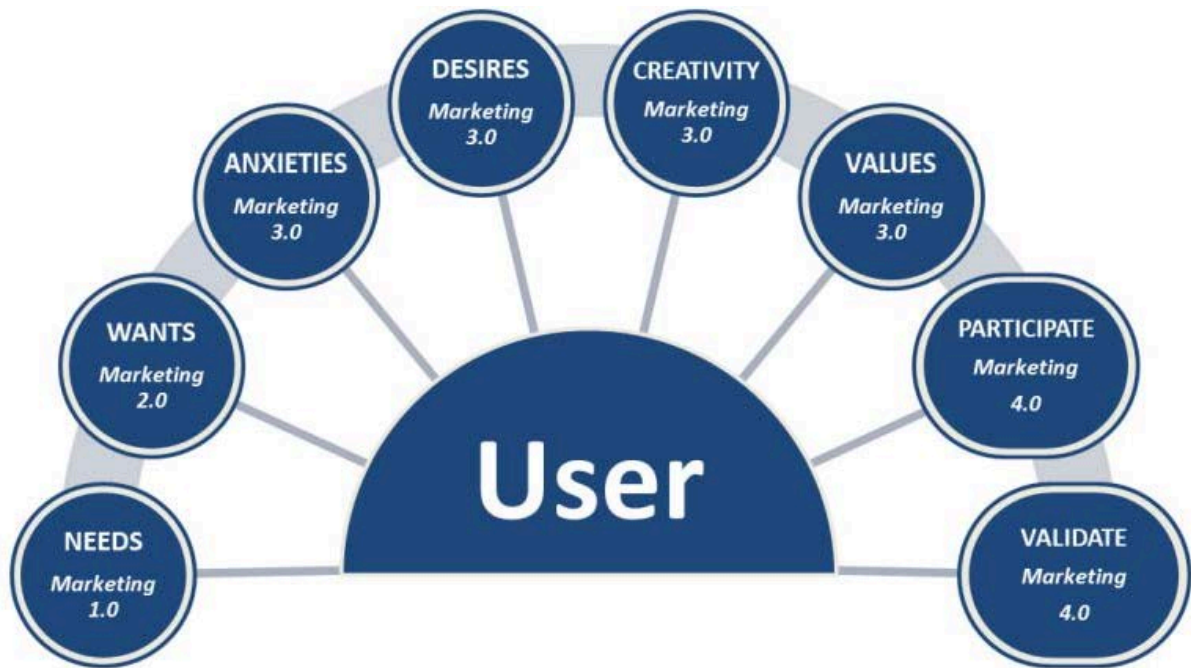 NEEDS
Marketing
1.0
WANTS
Marketing
2.0
ANXIETIES
Marketing
3.0
DESIRES
Marketing
3.0
CREATIVITY
Marketing
3.0
VALUES
Marketing
3.0
PARTICIPATE
Marketing
4.0
VALIDATE
Marketing
4.0
User